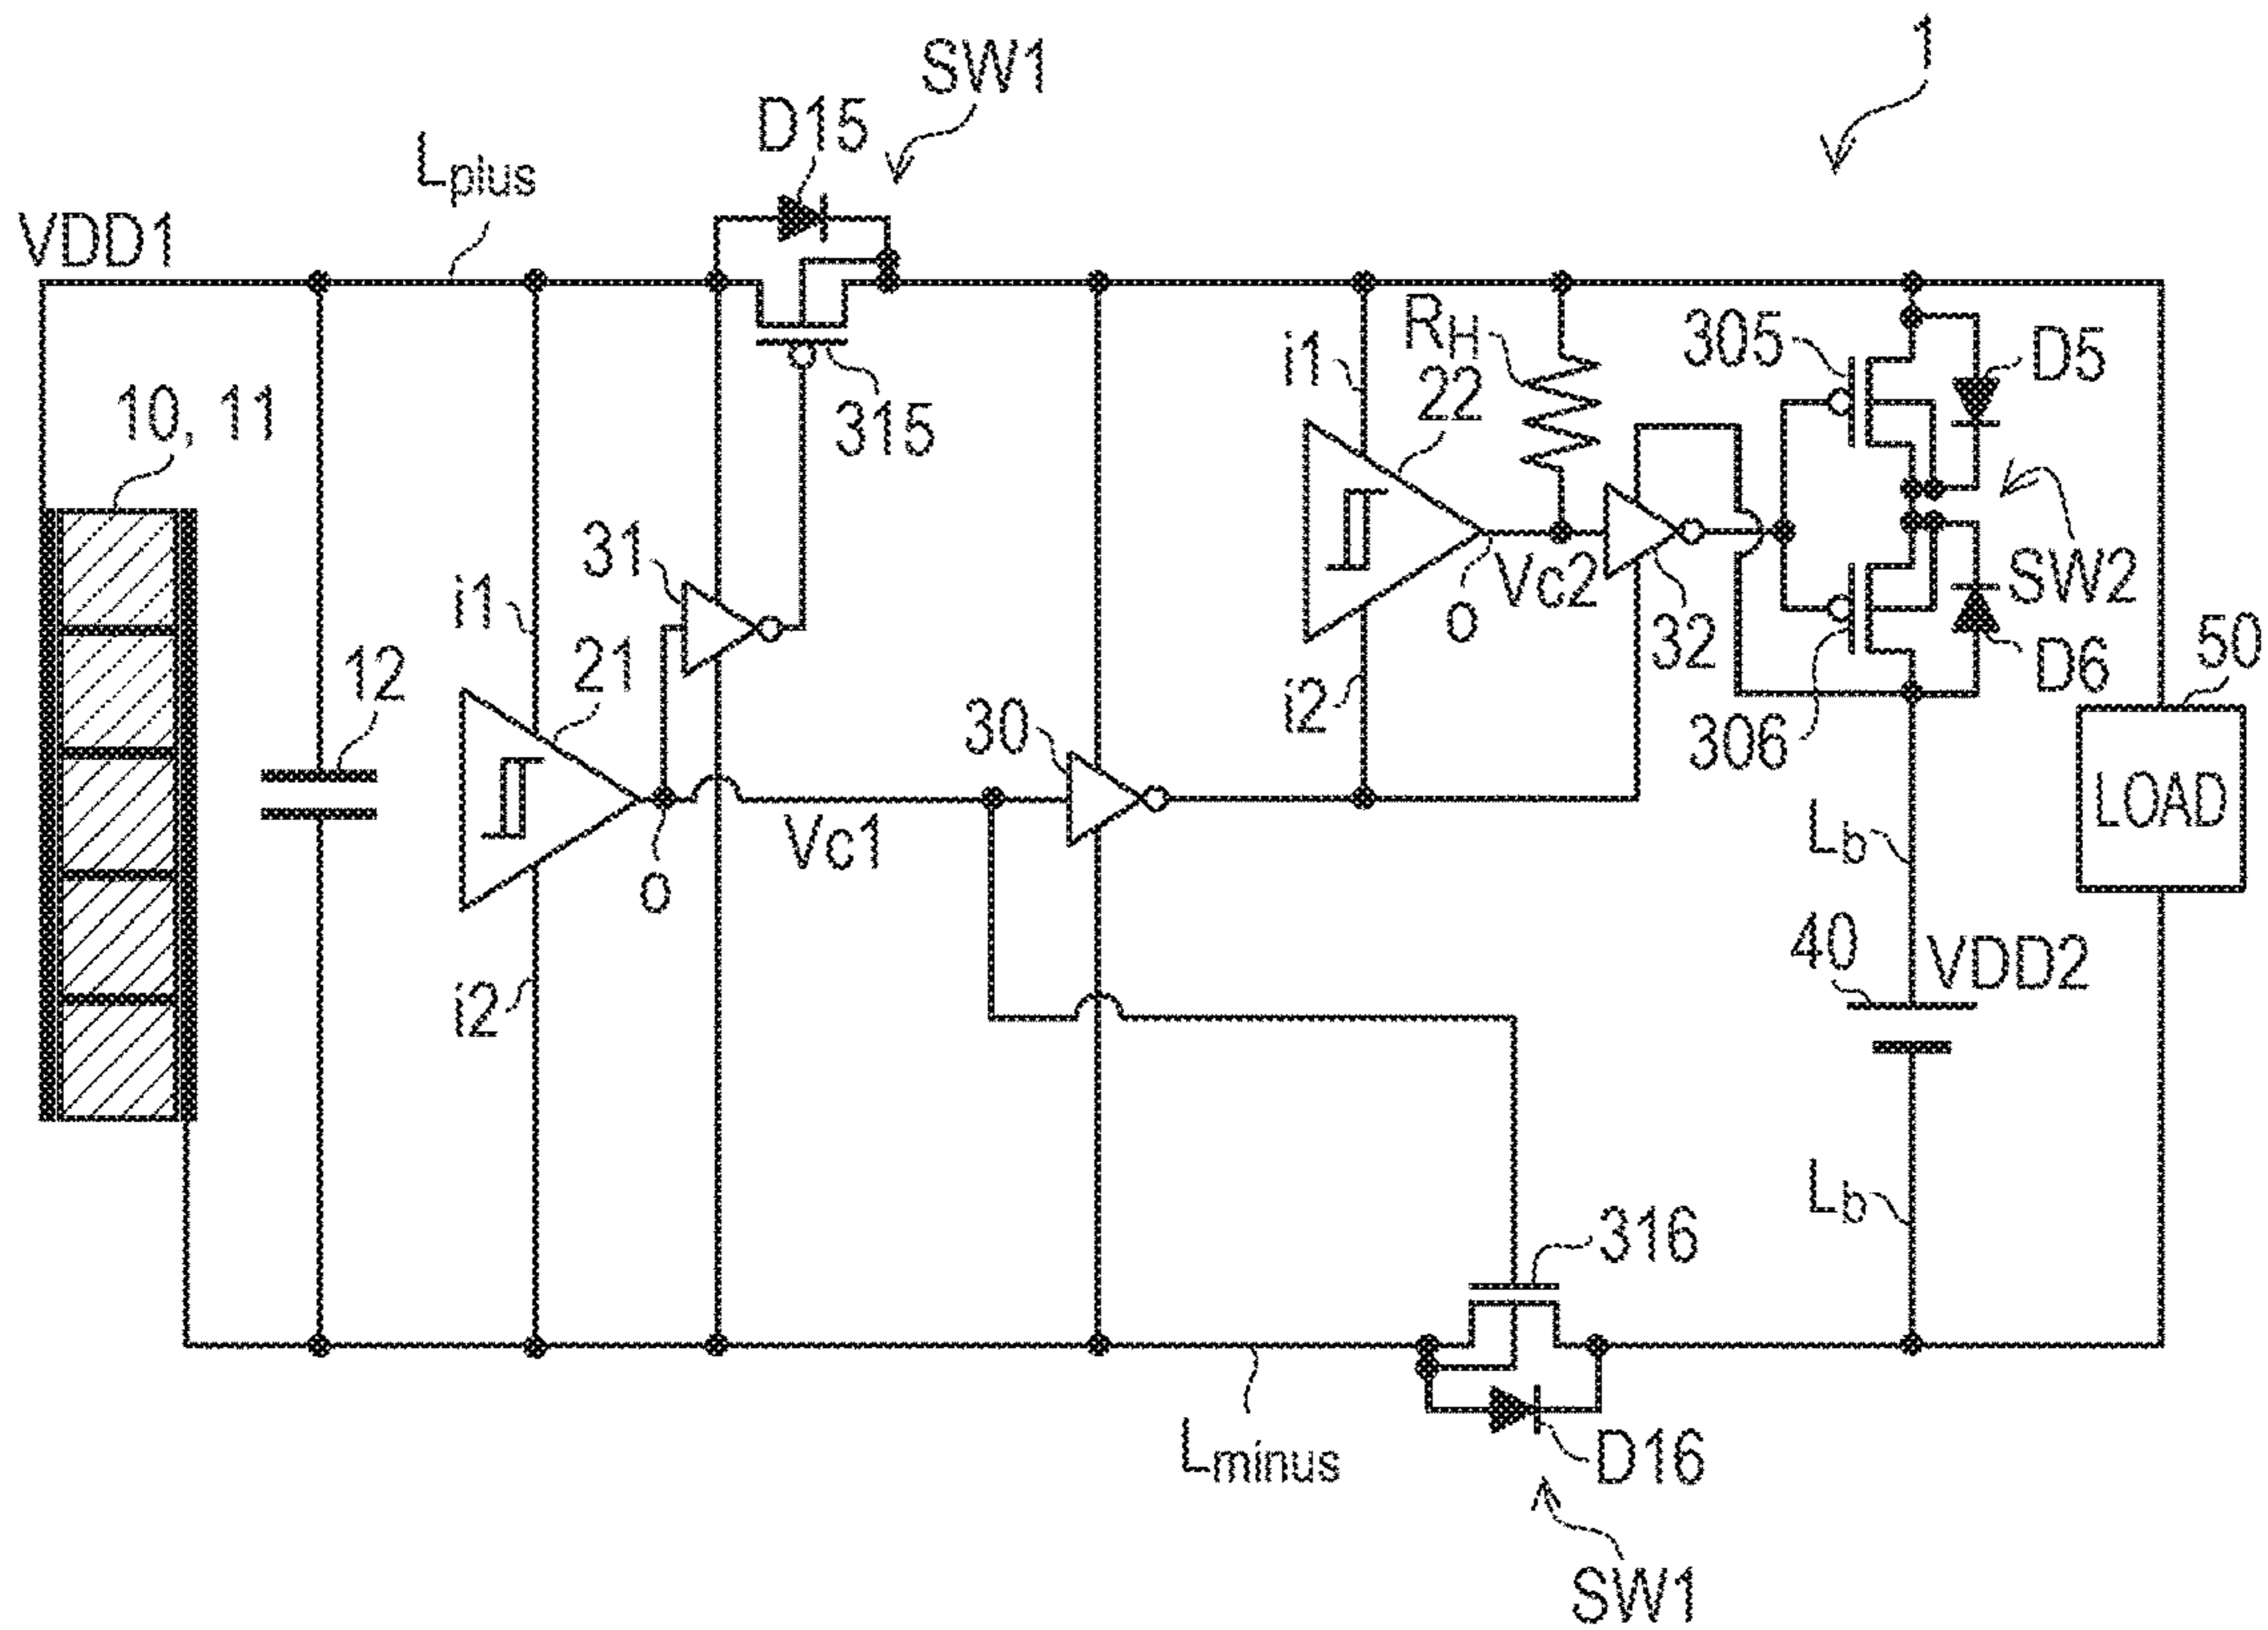 1
SW1
D15
Lplus
VDD1
10, 11
315
i1
RH
22
305
D5
31
i1
21
12
Vc2
o
32
SW2
D6
50
i2
30
306
LOAD
Vc1
o
Lb
40
VDD2
i2
Lb
316
Lminus
D16
SW1